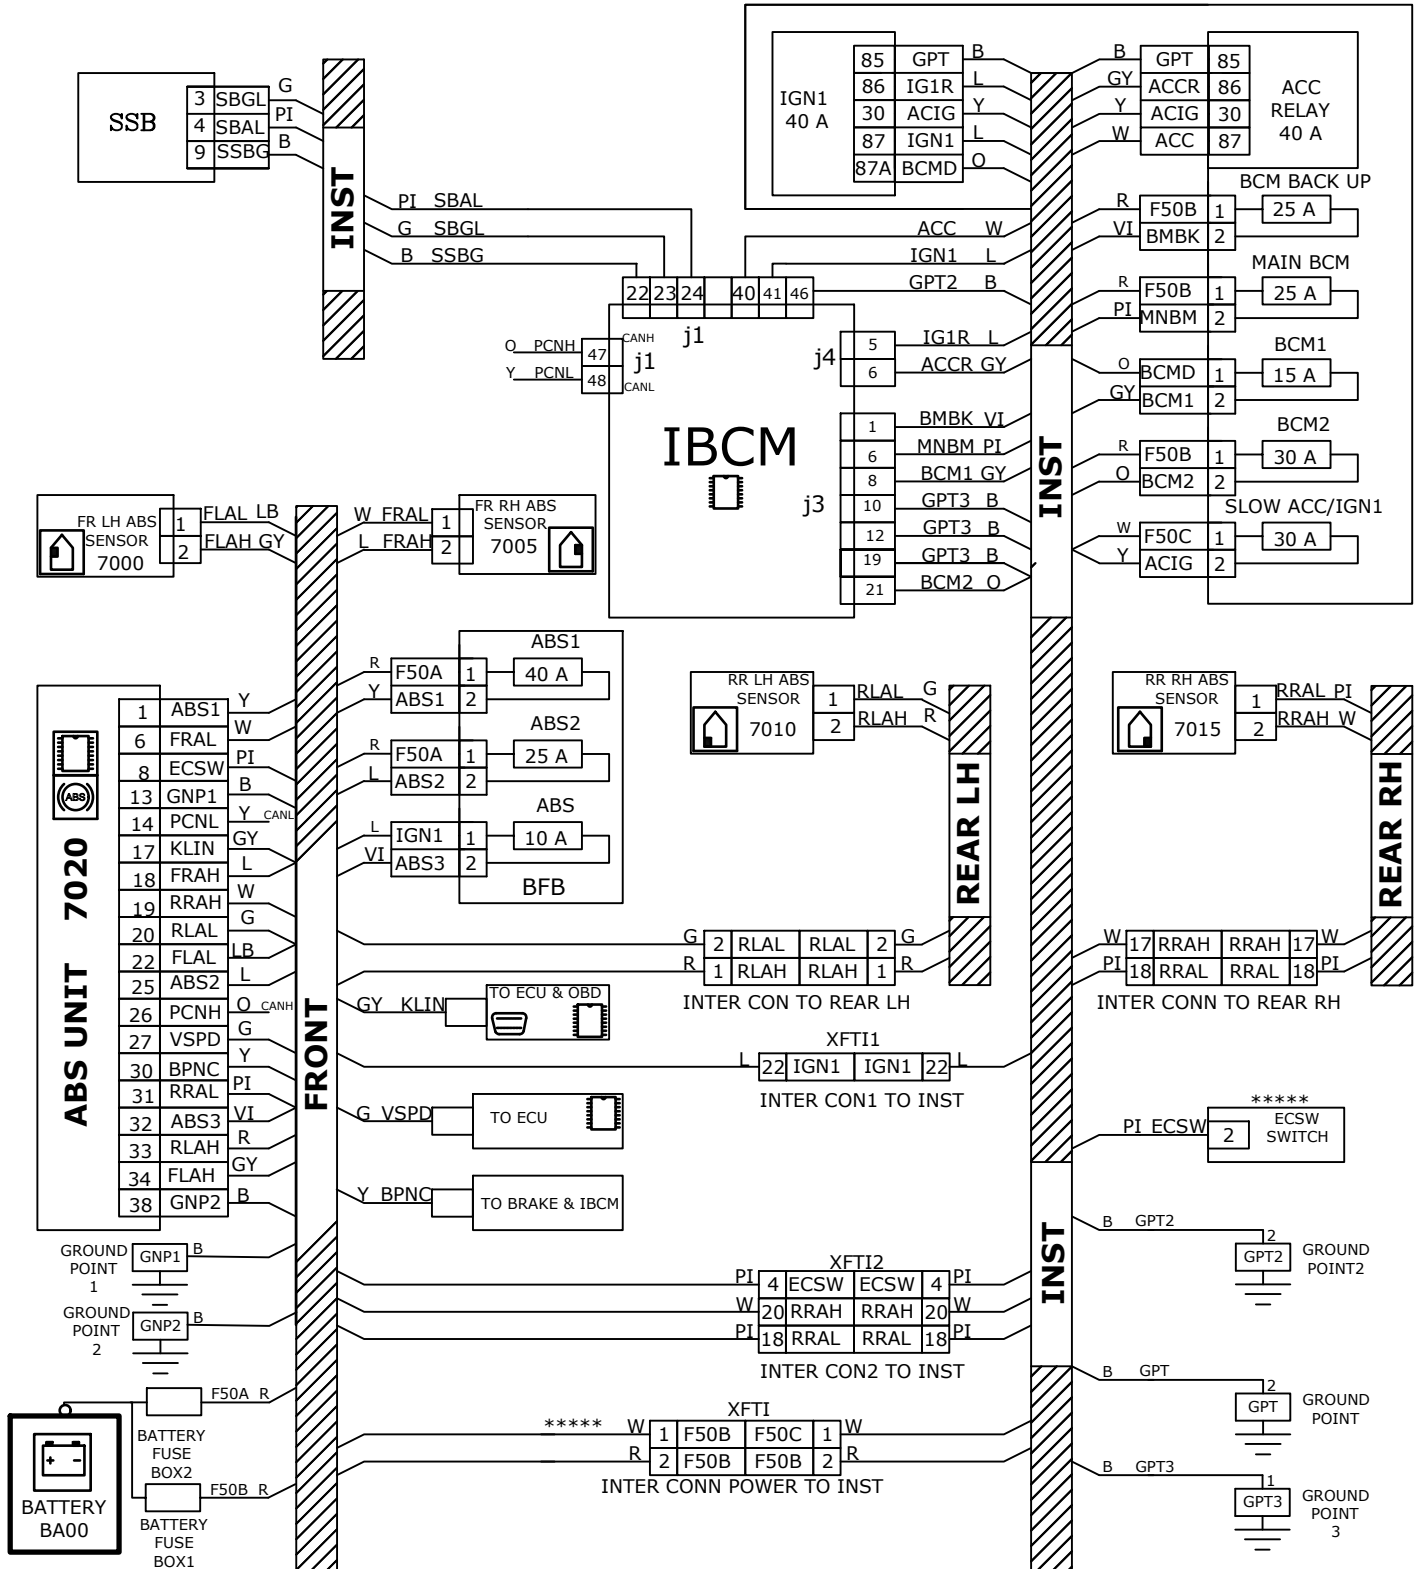 SSB
3 SBGL G
4 SBAL PI
9 SSBG B
INST
PI SBAL
G SBGL
B SSBG
IGN1
40 A
85 GPT B
86 IG1R L
30 ACIG Y
87 IGN1 L
87A BCMD O
B GPT 85
GY ACCR 86
Y ACIG 30
W ACC 87
ACC
RELAY
40 A
BCM BACK UP
R F50B 1 25 A
VI BMBK 2
MAIN BCM
R F50B 1 25 A
PI MNBM 2
BCM1
O BCMD 1 15 A
GY BCM1 2
BCM2
R F50B 1 30 A
O BCM2 2
SLOW ACC/IGN1
W F50C 1 30 A
Y ACIG 2
ACC W
IGN1 L
GPT2 B
22 23 24 40 41 46
j1
O PCNH 47 CANH
Y PCNL 48 CANL
j1
j4
5 IG1R L
6 ACCR GY
IBCM
j3
1 BMBK VI
6 MNBM PI
8 BCM1 GY
10 GPT3 B
12 GPT3 B
19 GPT3 B
21 BCM2 O
INST
FR LH ABS
SENSOR
7000
1 FLAL LB
2 FLAH GY
W FRAL 1
L FRAH 2
FR RH ABS
SENSOR
7005
ABS1
R F50A 1 40 A
Y ABS1 2
ABS2
R F50A 1 25 A
L ABS2 2
ABS
L IGN1 1 10 A
VI ABS3 2
BFB
RR LH ABS
SENSOR
7010
1 RLAL G
2 RLAH R
REAR LH
RR RH ABS
SENSOR
7015
1 RRAL PI
2 RRAH W
REAR RH
ABS
ABS UNIT 7020
1 ABS1 Y
6 FRAL W
8 ECSW PI
13 GNP1 B
14 PCNL Y CANL
17 KLIN GY
18 FRAH L
19 RRAH W
20 RLAL G
22 FLAL LB
25 ABS2 L
26 PCNH O CANH
27 VSPD G
30 BPNC Y
31 RRAL PI
32 ABS3 VI
33 RLAH R
34 FLAH GY
38 GNP2 B
FRONT
G 2 RLAL RLAL 2 G
R 1 RLAH RLAH 1 R
INTER CON TO REAR LH
W 17 RRAH RRAH 17 W
PI 18 RRAL RRAL 18 PI
INTER CONN TO REAR RH
GY KLIN
TO ECU & OBD
XFTI1
L 22 IGN1 IGN1 22 L
INTER CON1 TO INST
G VSPD
TO ECU
Y BPNC
TO BRAKE & IBCM
*****
PI ECSW 2
ECSW
SWITCH
INST
GROUND
POINT
1
GNP1 B
GROUND
POINT
2
GNP2 B
XFTI2
PI 4 ECSW ECSW 4 PI
W 20 RRAH RRAH 20 W
PI 18 RRAL RRAL 18 PI
INTER CON2 TO INST
B GPT2
2
GPT2
GROUND
POINT2
B GPT
2
GPT
GROUND
POINT
B GPT3
1
GPT3
GROUND
POINT
3
XFTI
***** W 1 F50B F50C 1 W
R 2 F50B F50B 2 R
INTER CONN POWER TO INST
F50A R
BATTERY
FUSE
BOX2
F50B R
BATTERY
FUSE
BOX1
+ -
BATTERY
BA00